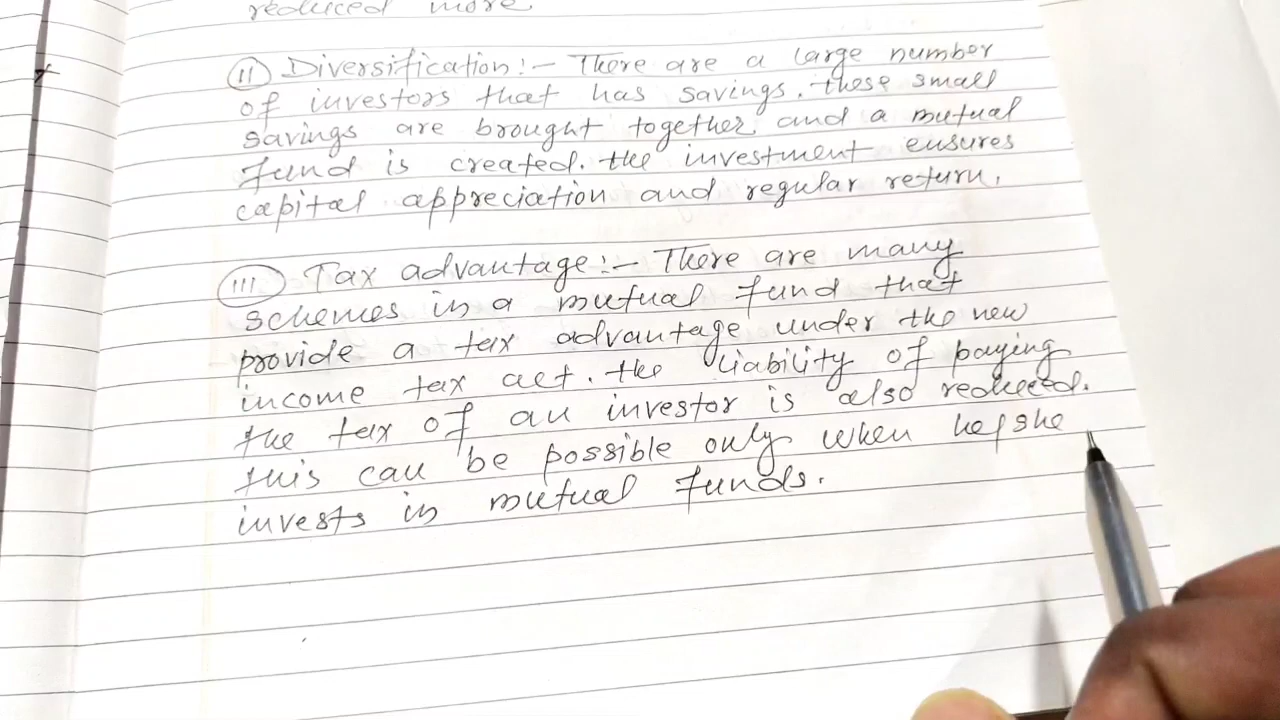 reduced more.
(II) Diversification:- There are a large number
of investors that has savings. these small
savings are brought together and a mutual
fund is created. the investment ensures
capital appreciation and regular return.
(III) Tax advantage:- There are many
schemes in a mutual fund that
provide a tax advantage under the new
income tax act. the liability of paying
the tax of an investor is also reduced.
this can be possible only when he/she
invests in mutual funds.